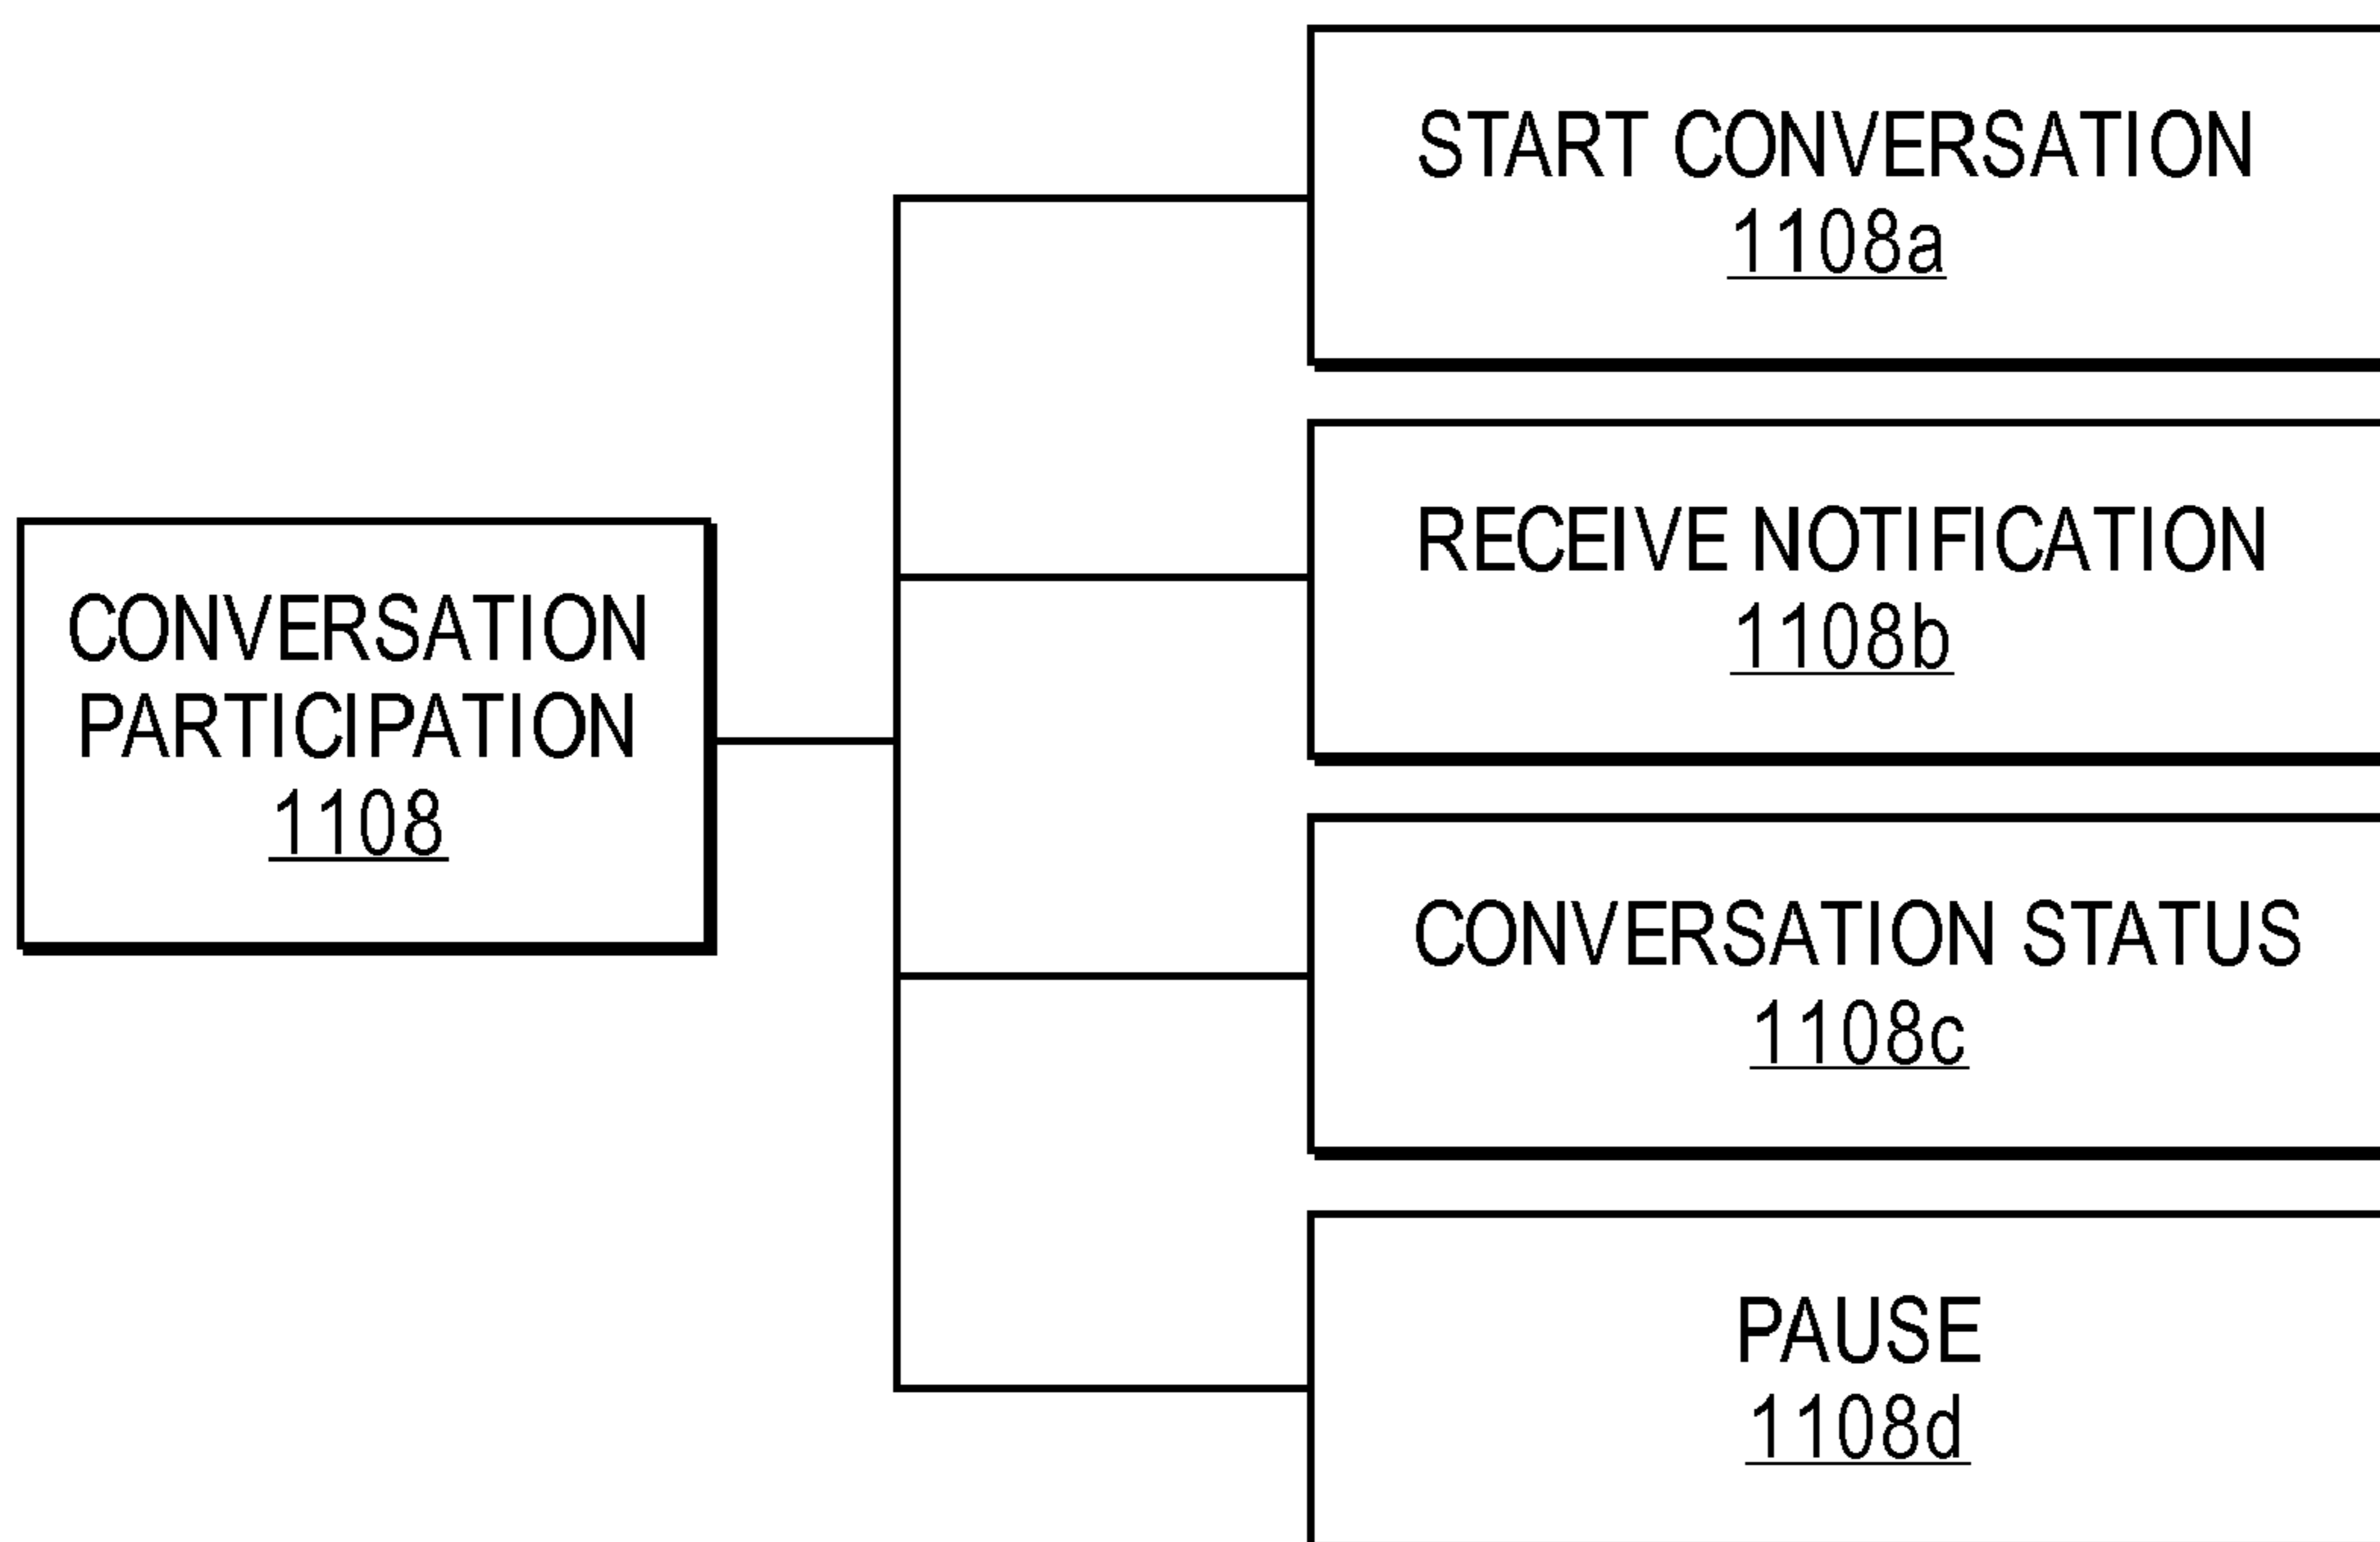 START CONVERSATION
1108a
RECEIVE NOTIFICATION
1108b
CONVERSATION
PARTICIPATION
1108
CONVERSATION STATUS
1108c
PAUSE
1108d